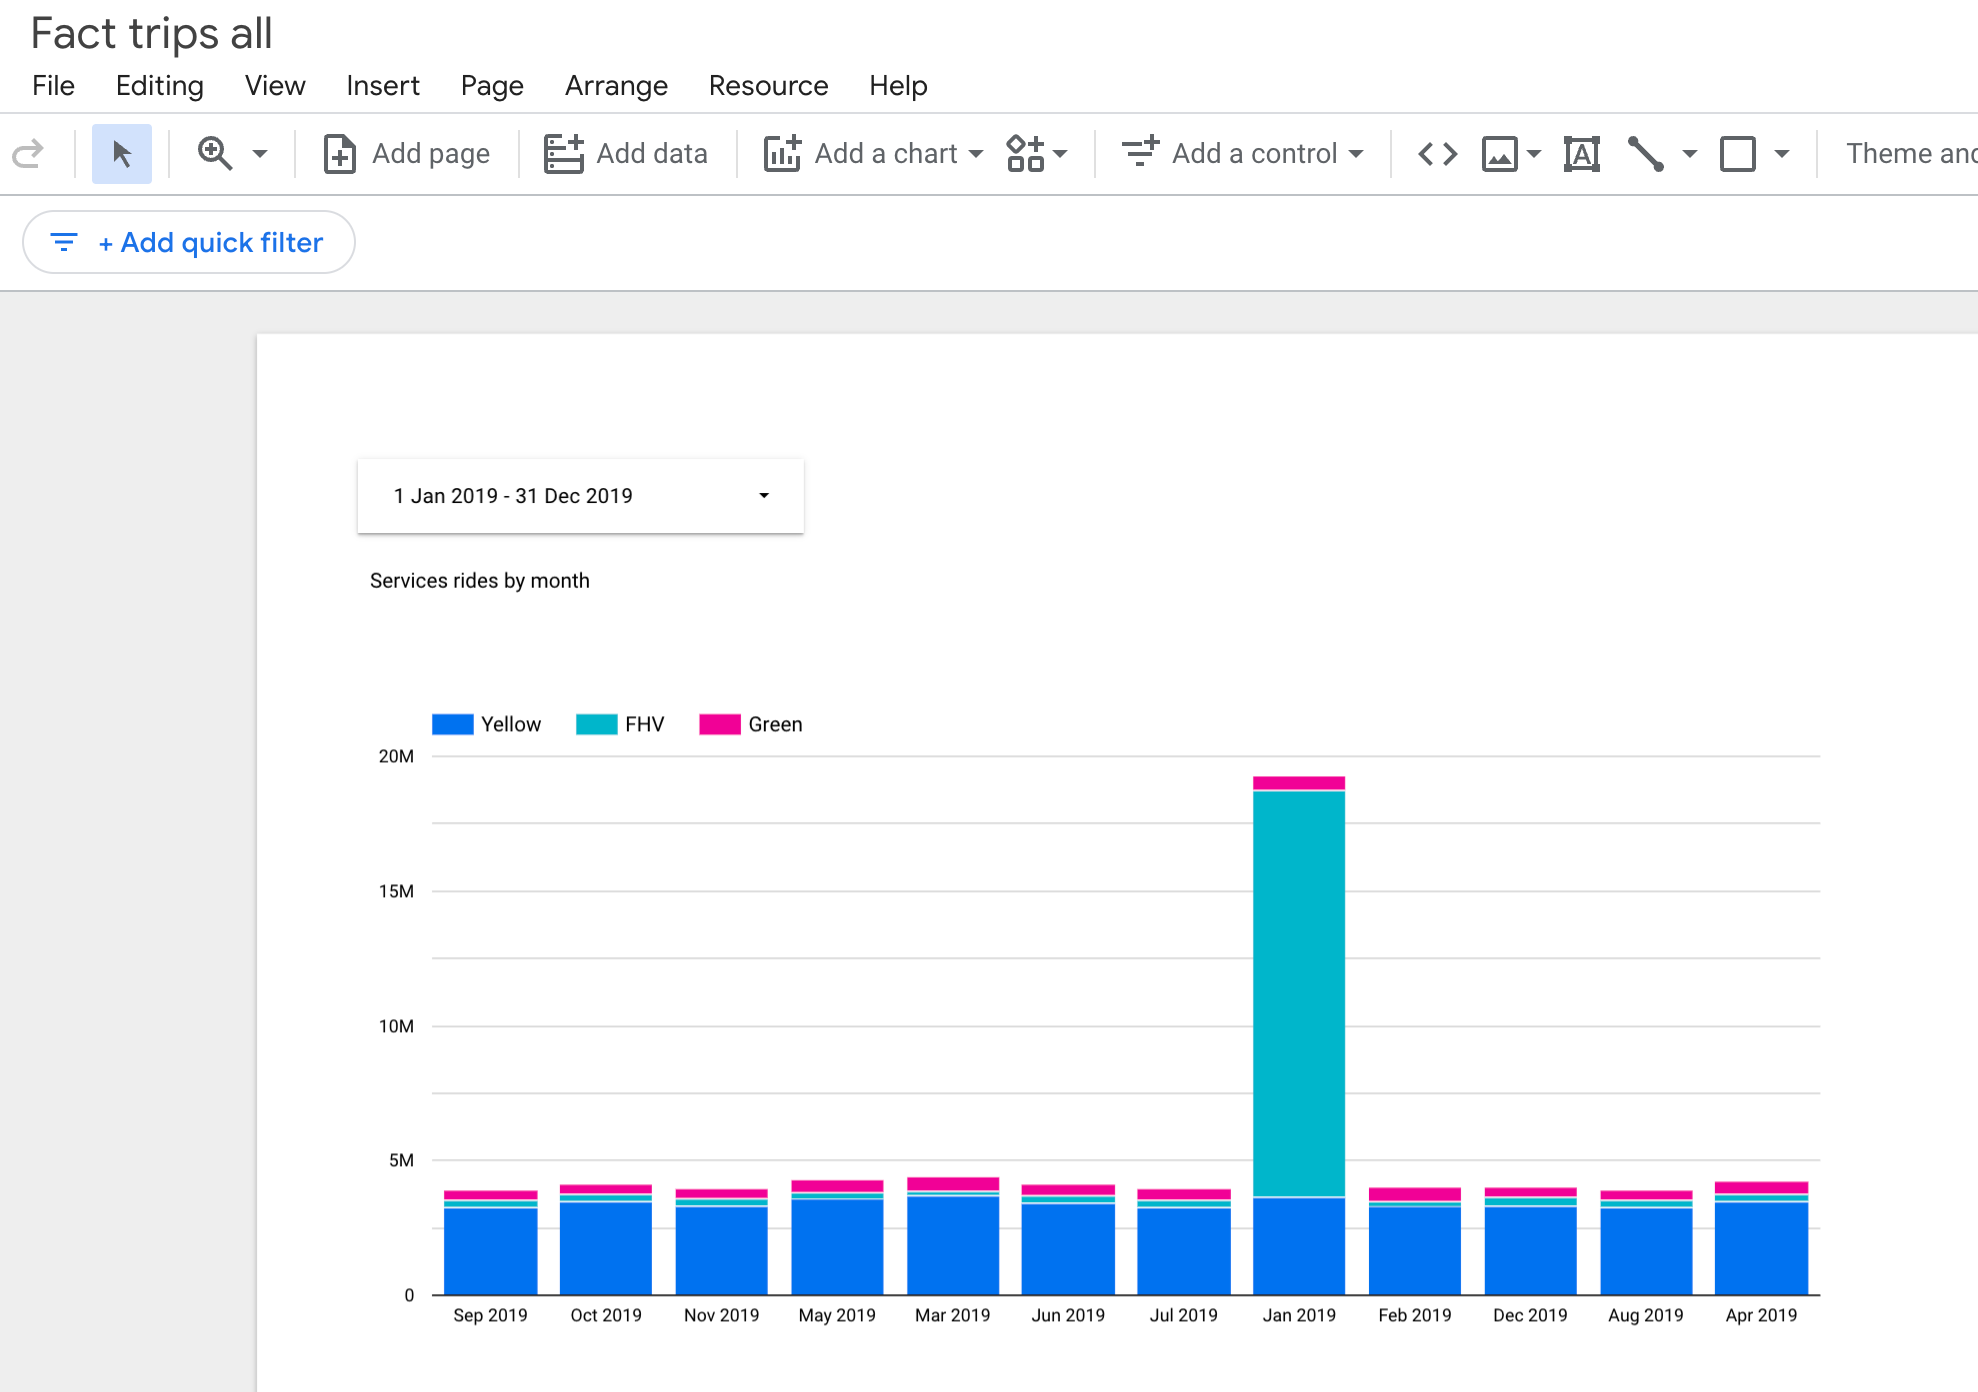 Fact trips all
File Editing View Insert Page Arrange Resource Help
Add page Add data Add a chart Add a control Theme and
+ Add quick filter
1 Jan 2019 - 31 Dec 2019
Services rides by month
Yellow FHV Green
20M
15M
10M
5M
0
Sep 2019 Oct 2019 Nov 2019 May 2019 Mar 2019 Jun 2019 Jul 2019 Jan 2019 Feb 2019 Dec 2019 Aug 2019 Apr 2019